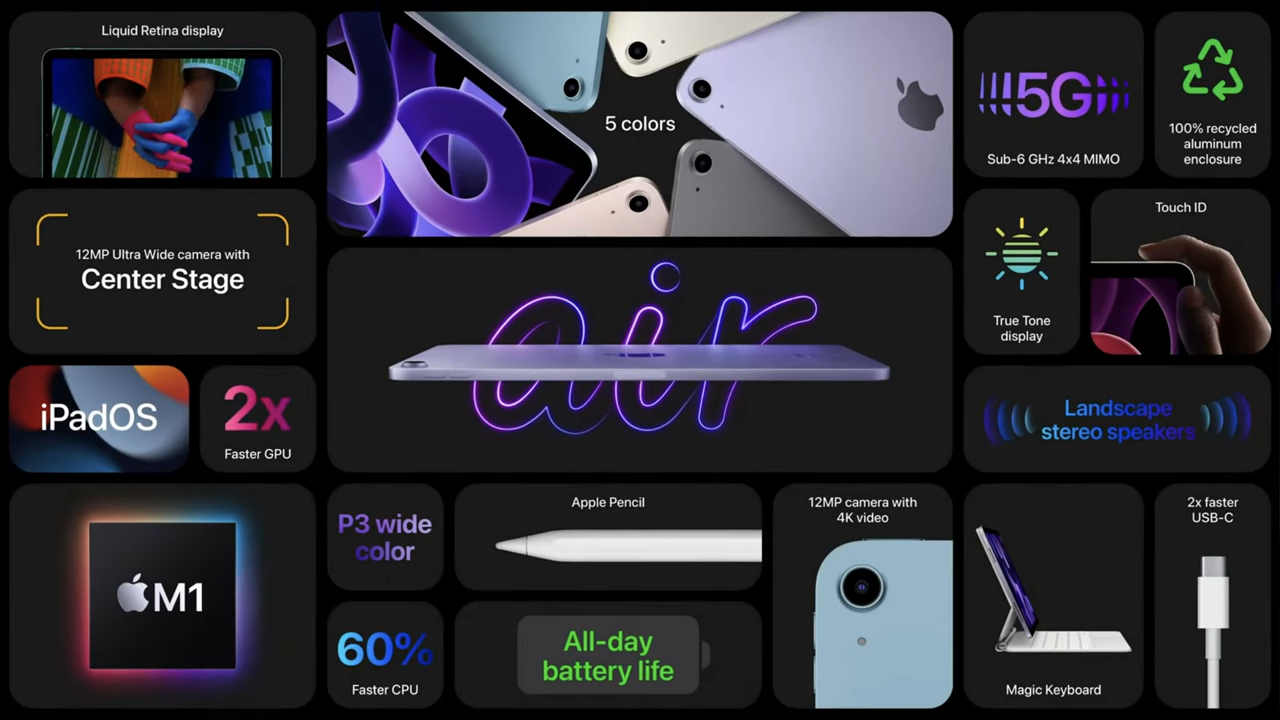 Liquid Retina display
5 colors
5G
Sub-6 GHz 4x4 MIMO
100% recycled
aluminum
enclosure
12MP Ultra Wide camera with
Center Stage
air
True Tone
display
Touch ID
iPadOS
2x
Faster GPU
Landscape
stereo speakers
M1
P3 wide
color
60%
Faster CPU
Apple Pencil
All-day
battery life
12MP camera with
4K video
Magic Keyboard
2x faster
USB-C